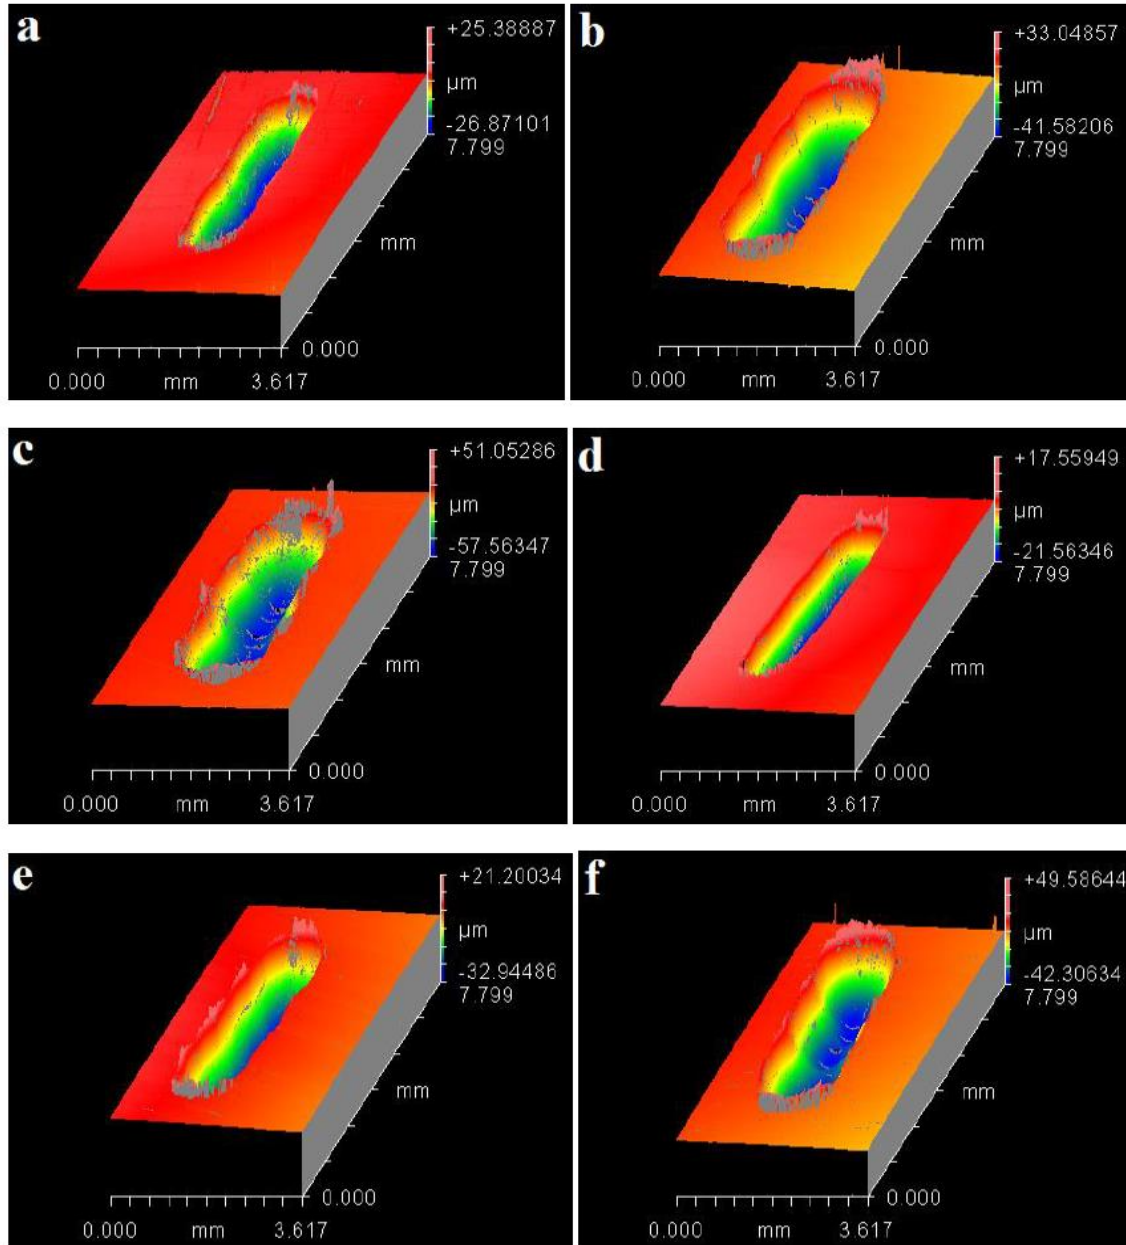 a
+25.38887
µm
-26.87101
7.799
mm
0.000
0.000 mm 3.617
b
+33.04857
µm
-41.58206
7.799
mm
0.000
0.000 mm 3.617
c
+51.05286
µm
-57.56347
7.799
mm
0.000
0.000 mm 3.617
d
+17.55949
µm
-21.56346
7.799
mm
0.000
0.000 mm 3.617
e
+21.20034
µm
-32.94486
7.799
mm
0.000
0.000 mm 3.617
f
+49.58644
µm
-42.30634
7.799
mm
0.000
0.000 mm 3.617